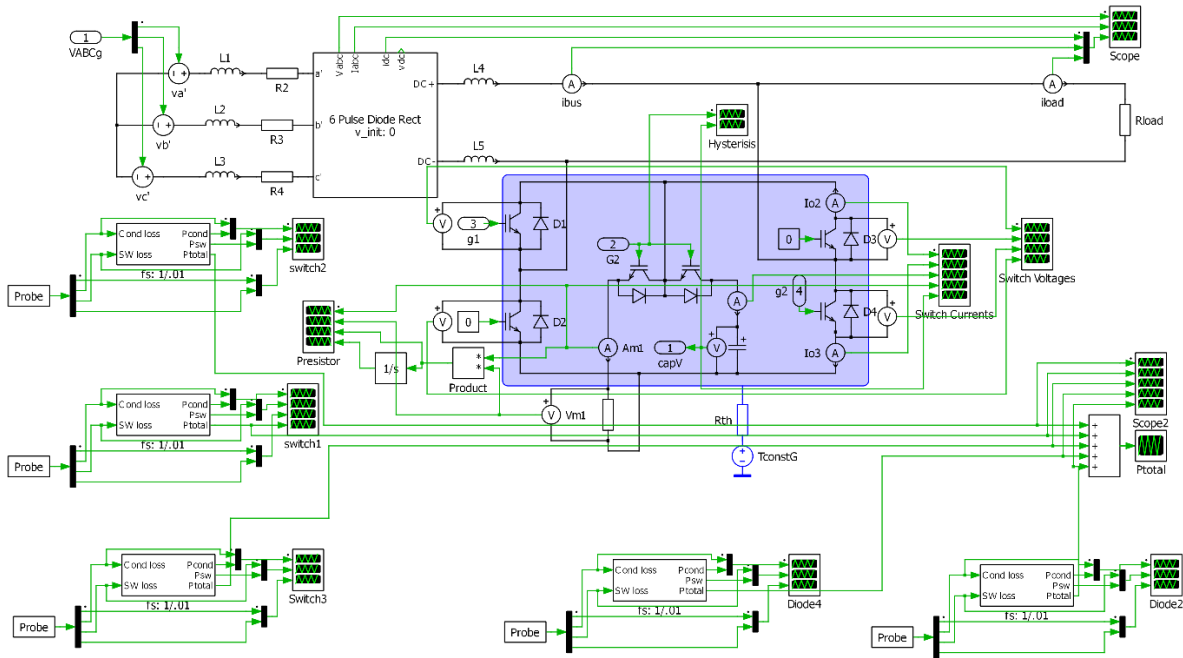 1
VABCg
va'
vb'
vc'
L1
R2
L2
R3
L3
R4
Vabc
Iabc
idc
vdc
a'
b'
c'
6 Pulse Diode Rect
v_init: 0
DC+
DC-
L4
L5
A
ibus
A
iload
Scope
Rload
Hysterisis
Cond loss
SW loss
Pcond
Psw
Ptotal
fs: 1/.01
switch2
Probe
V
3
g1
D1
V
0
D2
2
G2
A
Am1
A
V
1
capV
Io2
A
0
D3
V
g2
4
D4
V
Io3
A
Switch Voltages
Switch Currents
Presistor
1/s
*
*
Product
V
Vm1
Rth
TconstG
Cond loss
SW loss
Pcond
Psw
Ptotal
fs: 1/.01
switch1
Probe
Scope2
+
+
+
+
+
Ptotal
Cond loss
SW loss
Pcond
Psw
Ptotal
fs: 1/.01
Switch3
Probe
Cond loss
SW loss
Pcond
Psw
Ptotal
fs: 1/.01
Diode4
Probe
Cond loss
SW loss
Pcond
Psw
Ptotal
fs: 1/.01
Diode2
Probe